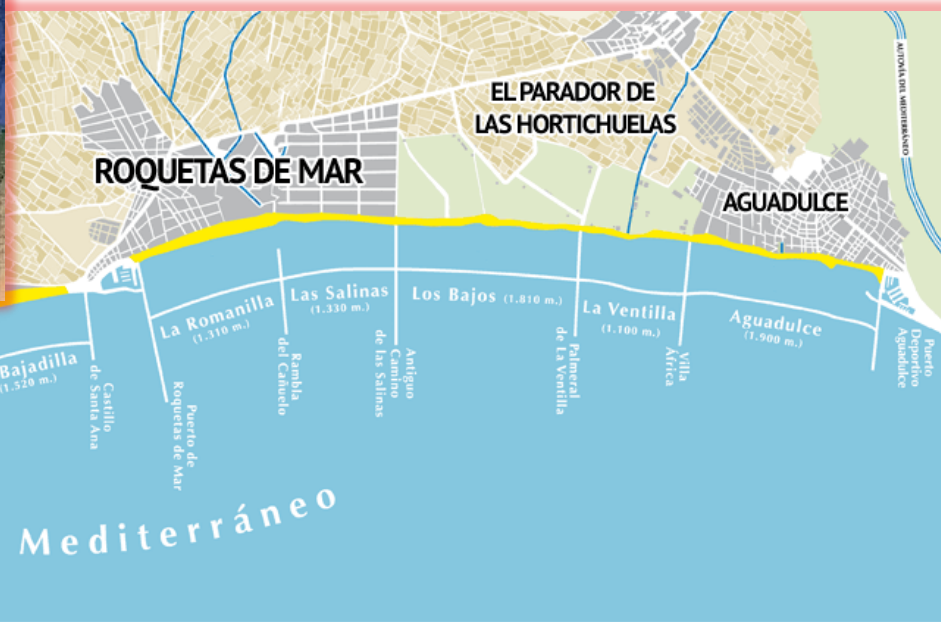 EL PARADOR DE
LAS HORTICHUELAS
AUTOVÍA DEL MEDITERRÁNEO
ROQUETAS DE MAR
AGUADULCE
Bajadilla
(1.520 m.)
La Romanilla
(1.310 m.)
Las Salinas
(1.330 m.)
Los Bajos (1.810 m.)
La Ventilla
(1.100 m.)
Aguadulce
(1.900 m.)
Castillo
de Santa Ana
Puerto de
Roquetas de Mar
Rambla
del Cañuelo
Antiguo
Camino
de las Salinas
Palmeral
de La Ventilla
Villa
África
Puerto
Deportivo
Aguadulce
Mediterráneo